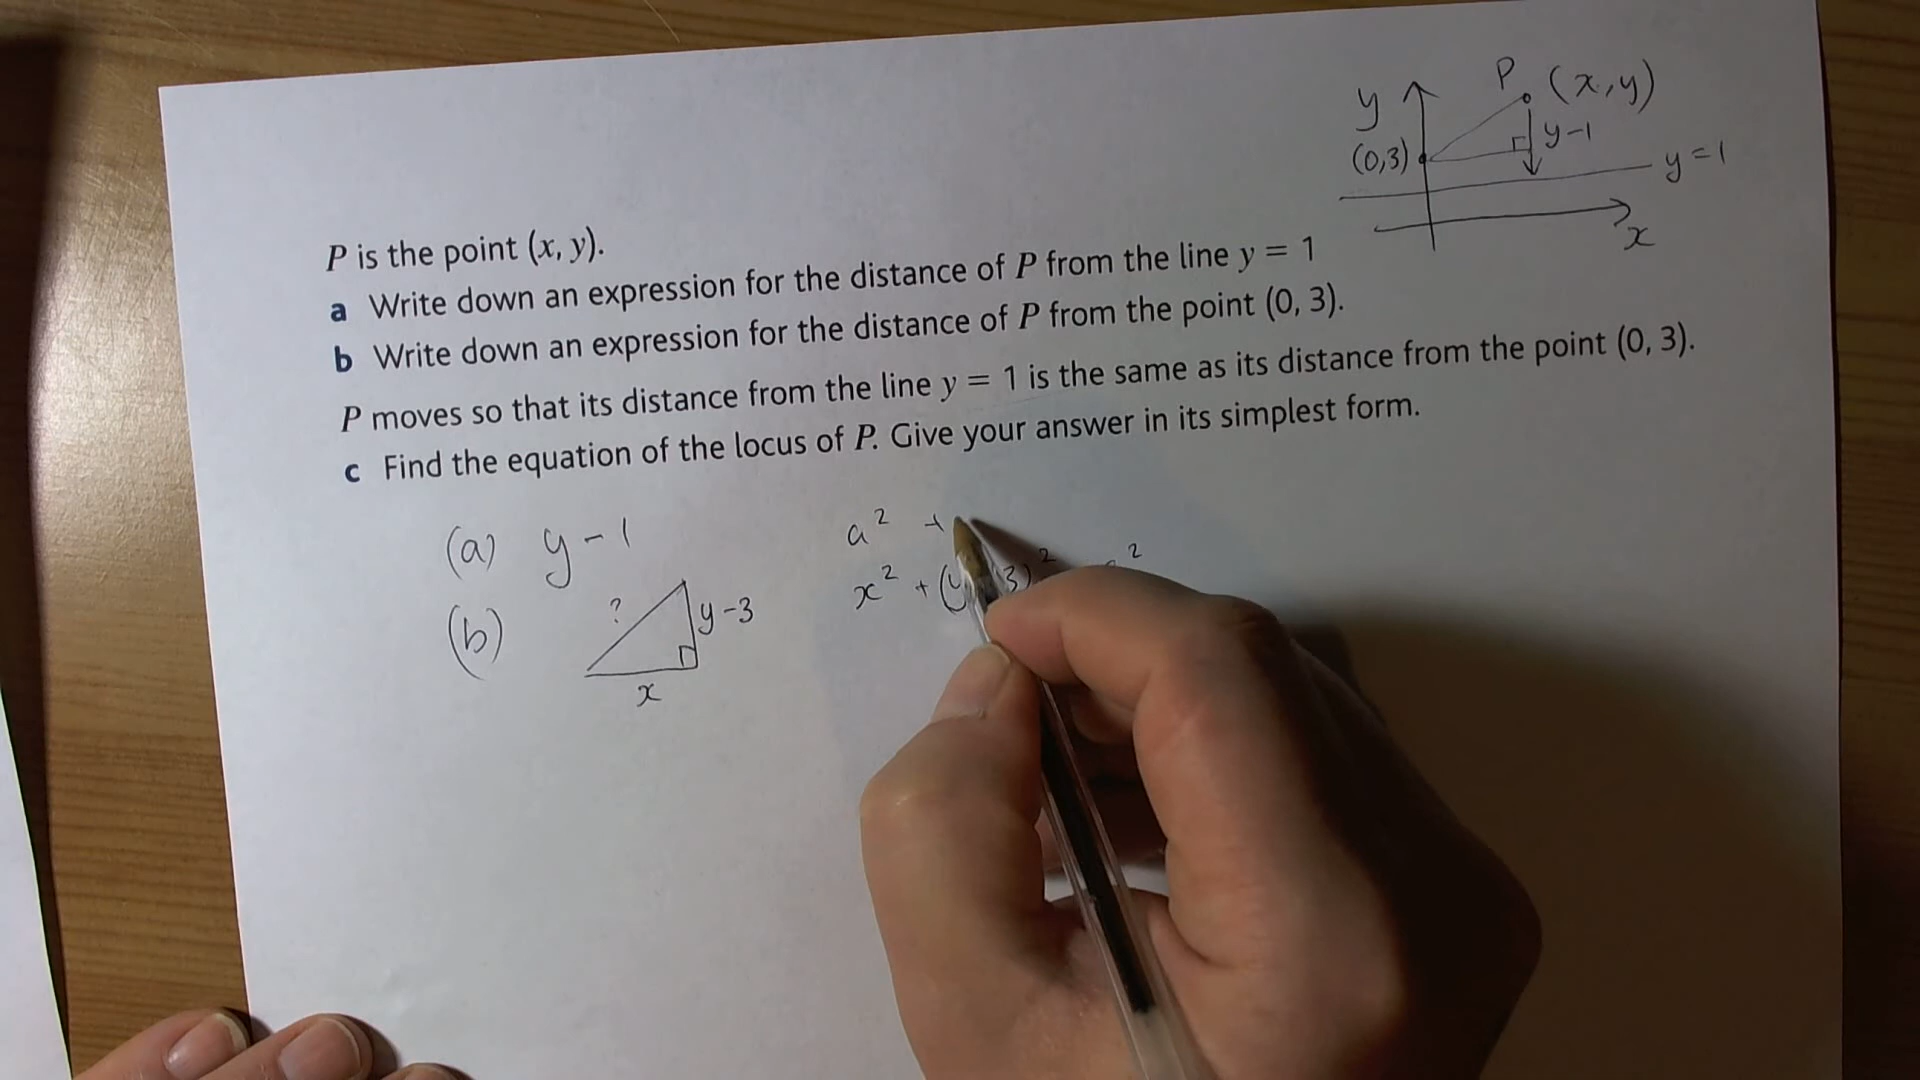 P (x, y)
y
(0,3)
y-1
y = 1
x
P is the point (x, y).
a Write down an expression for the distance of P from the line y = 1
b Write down an expression for the distance of P from the point (0, 3).
P moves so that its distance from the line y = 1 is the same as its distance from the point (0, 3).
c Find the equation of the locus of P. Give your answer in its simplest form.
(a) y - 1
a² +
(b)
?
y - 3
x
x² + ( 3)² ²